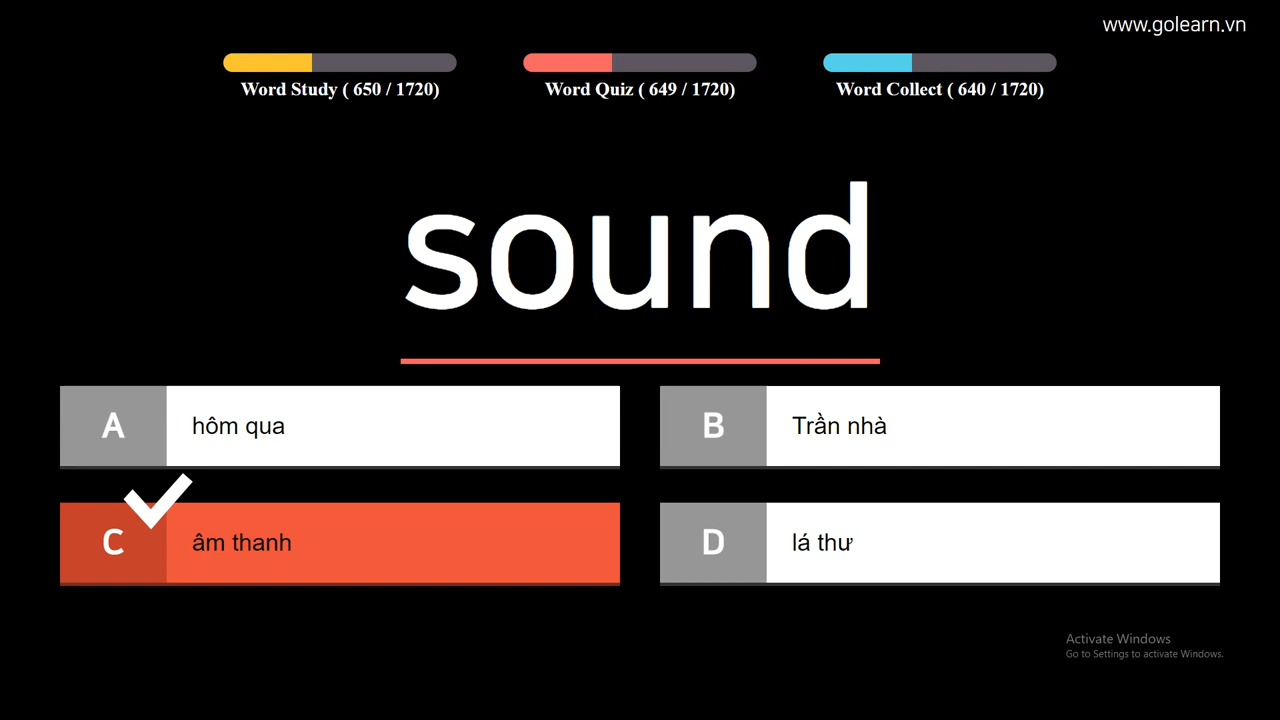 www.golearn.vn
Word Study ( 650 / 1720)
Word Quiz ( 649 / 1720)
Word Collect ( 640 / 1720)
sound
A hôm qua
B Trần nhà
C âm thanh
D lá thư
Activate Windows
Go to Settings to activate Windows.